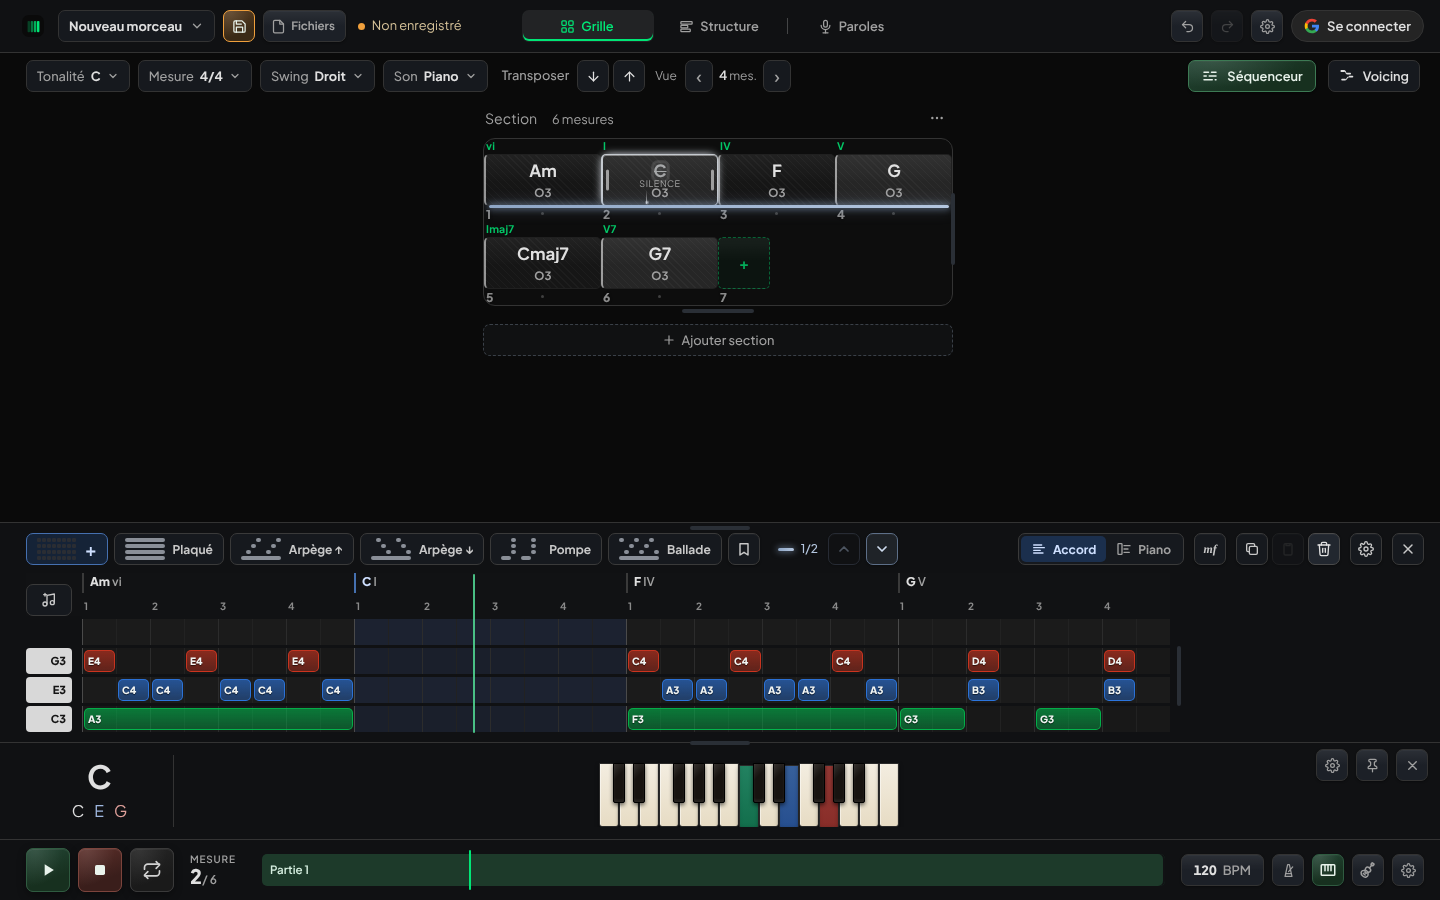 Nouveau morceau Fichiers Non enregistré Grille Structure Paroles Se connecter
Tonalité C Mesure 4/4 Swing Droit Son Piano Transposer Vue 4 mes. Séquenceur Voicing
Section 6 mesures
vi I IV V
Am C F G
SILENCE
O3 O3 O3 O3
1 2 3 4
Imaj7 V7
Cmaj7 G7 +
O3 O3
5 6 7
+ Ajouter section
+ Plaqué Arpège ↑ Arpège ↓ Pompe Ballade 1/2 Accord Piano mf
Am vi C I F IV G V
1 2 3 4 1 2 3 4 1 2 3 4 1 2 3 4
G3 E4 E4 E4 C4 C4 C4 D4 D4
E3 C4 C4 C4 C4 C4 A3 A3 A3 A3 A3 B3 B3
C3 A3 F3 G3 G3
C
C E G
MESURE
2 / 6
Partie 1
120 BPM